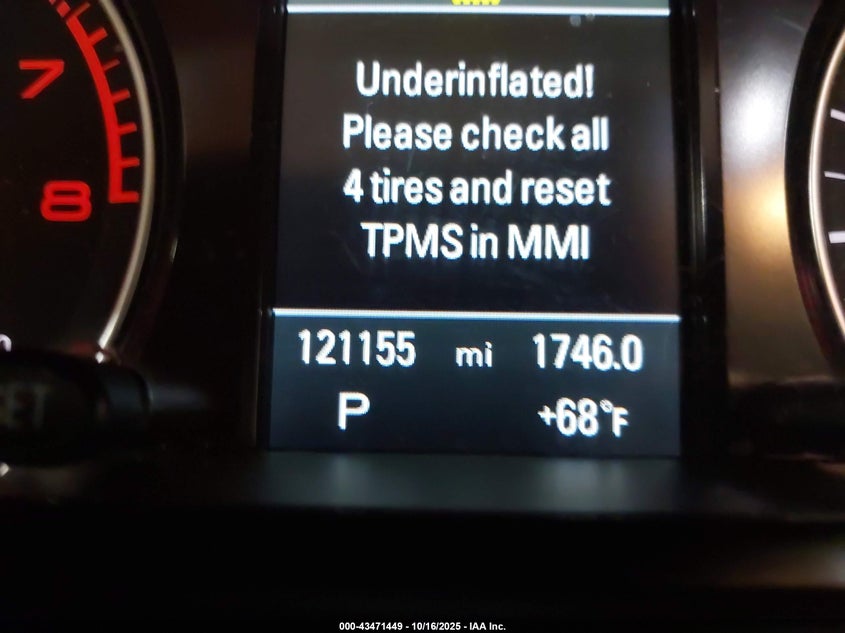 7
8
Underinflated!
Please check all
4 tires and reset
TPMS in MMI
121155 mi 1746.0
P +68°F
000-43471449 - 10/16/2025 - IAA Inc.